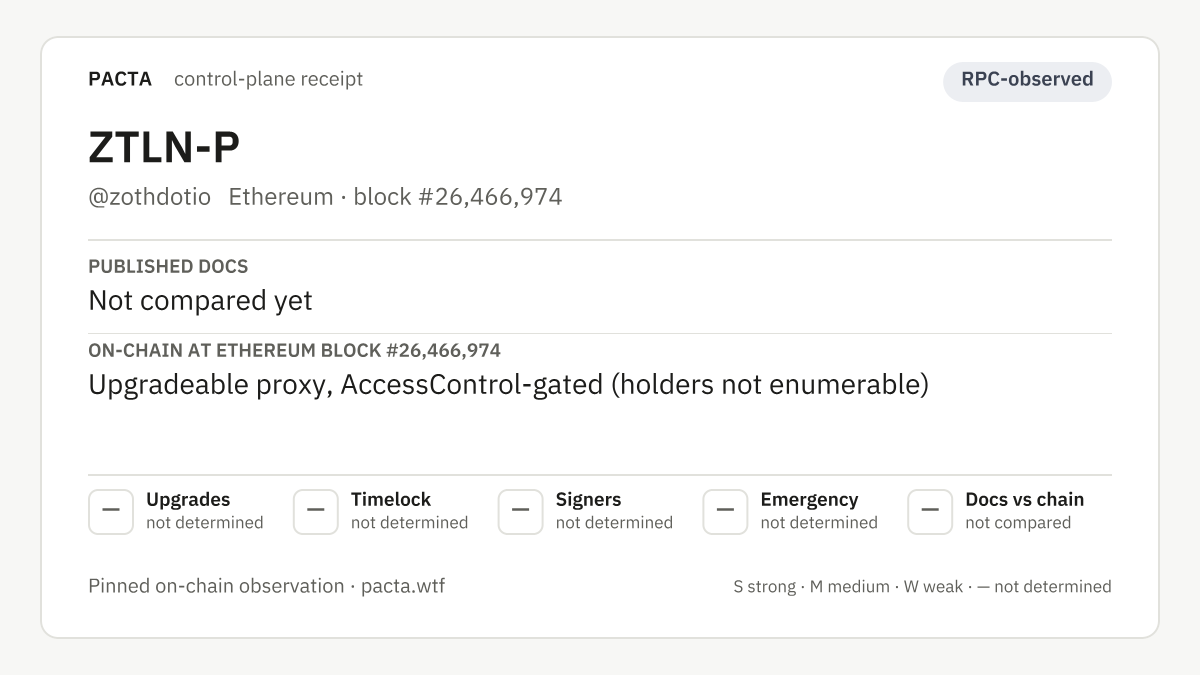 PACTA control-plane receipt RPC-observed
ZTLN-P
@zothdotio Ethereum · block #26,466,974
PUBLISHED DOCS
Not compared yet
ON-CHAIN AT ETHEREUM BLOCK #26,466,974
Upgradeable proxy, AccessControl-gated (holders not enumerable)
— Upgrades — Timelock — Signers — Emergency — Docs vs chain
not determined not determined not determined not determined not compared
Pinned on-chain observation · pacta.wtf S strong · M medium · W weak · — not determined